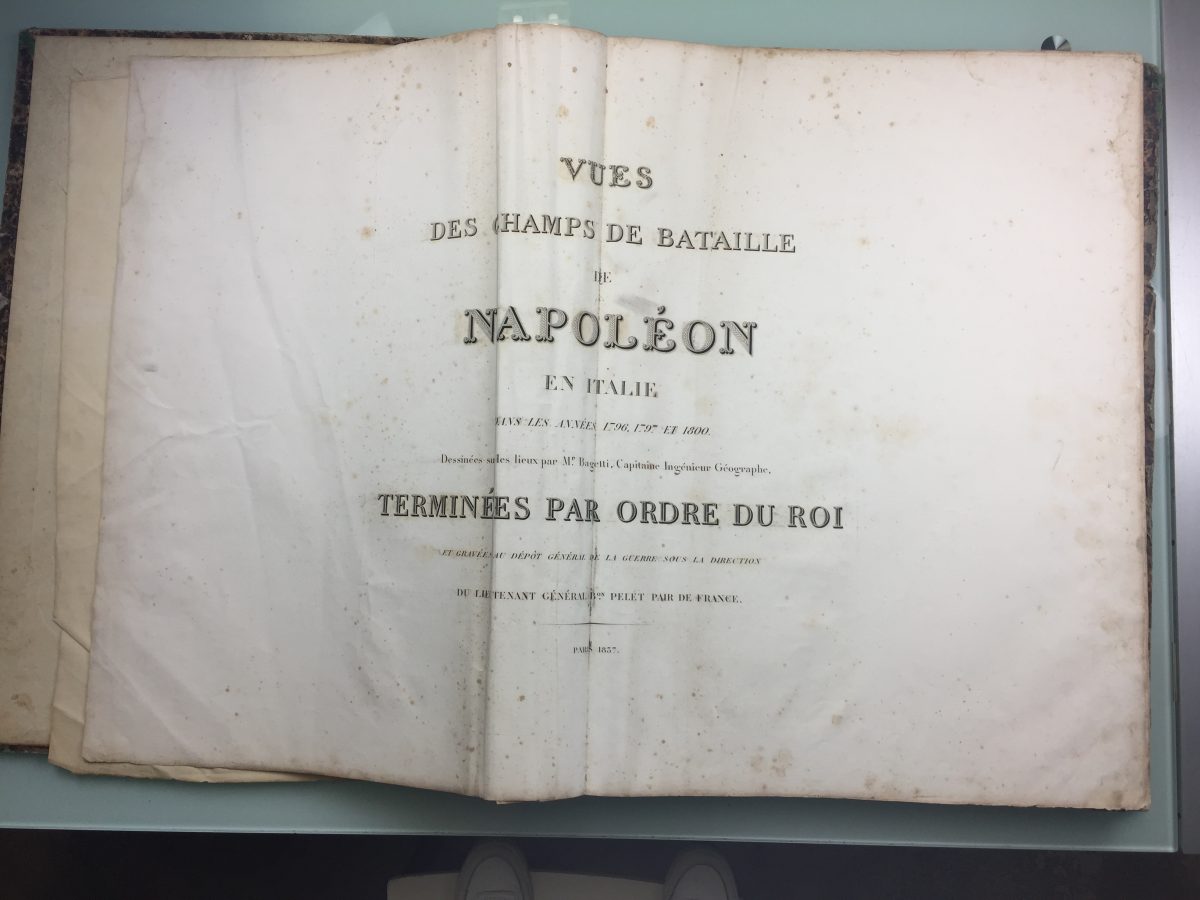 VUES
DES CHAMPS DE BATAILLE
DE
NAPOLÉON
EN ITALIE
DANS LES ANNÉES 1796, 1797 ET 1800.
Dessinées sur les lieux par Mr. Bagetti, Capitaine Ingénieur Géographe,
TERMINÉES PAR ORDRE DU ROI
ET GRAVÉES AU DÉPÔT GÉNÉRAL DE LA GUERRE SOUS LA DIRECTION
DU LIEUTENANT GÉNÉRAL Bon PELET PAIR DE FRANCE.
PARIS 1837.